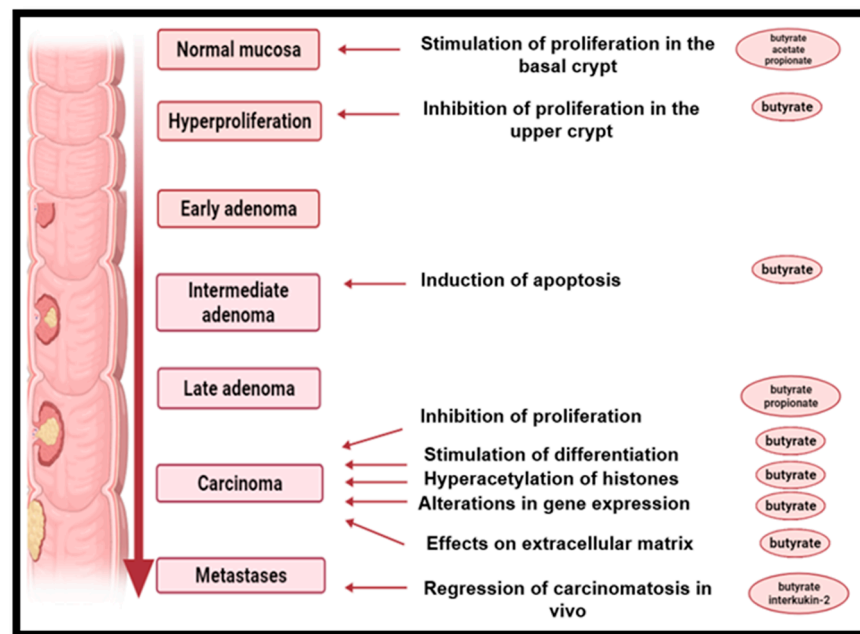 Normal mucosa
Stimulation of proliferation in the
basal crypt
butyrate
acetate
propionate
Hyperproliferation
Inhibition of proliferation in the
upper crypt
butyrate
Early adenoma
Intermediate
adenoma
Induction of apoptosis
butyrate
Late adenoma
butyrate
propionate
Inhibition of proliferation
Stimulation of differentiation
butyrate
Carcinoma
Hyperacetylation of histones
butyrate
Alterations in gene expression
butyrate
Effects on extracellular matrix
butyrate
Metastases
Regression of carcinomatosis in
vivo
butyrate
interkukin-2